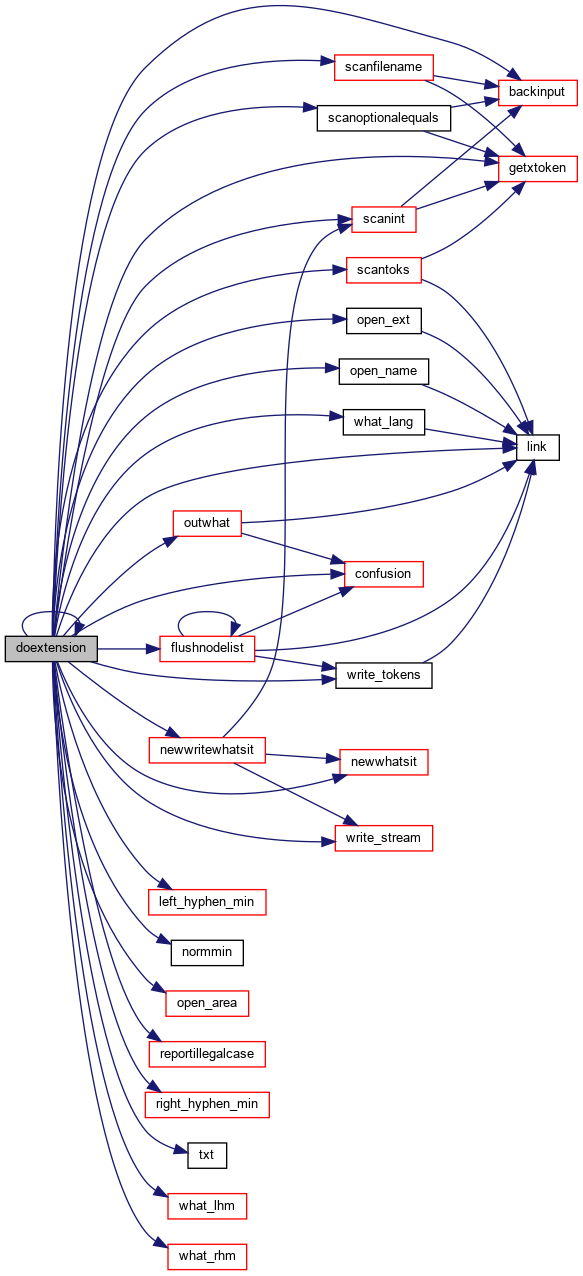 scanfilename
backinput
scanoptionalequals
getxtoken
scanint
scantoks
open_ext
open_name
what_lang
link
outwhat
confusion
doextension
flushnodelist
write_tokens
newwritewhatsit
newwhatsit
write_stream
left_hyphen_min
normmin
open_area
reportillegalcase
right_hyphen_min
txt
what_lhm
what_rhm